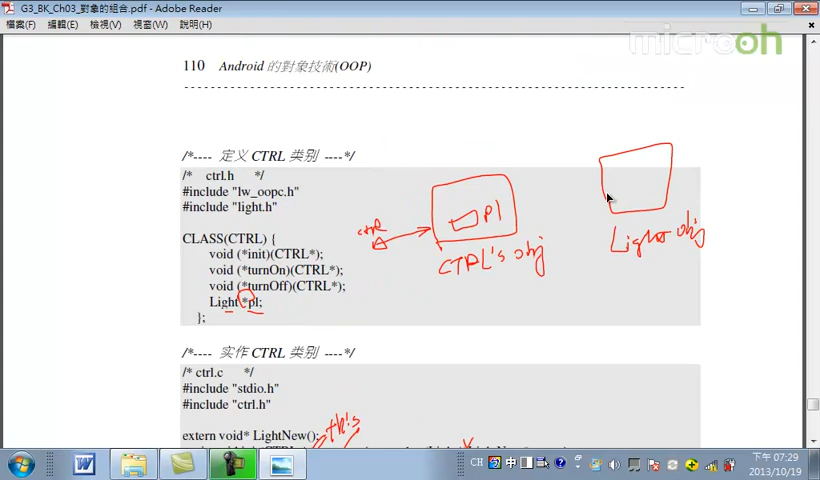 G3_BK_Ch03_對象的組合.pdf - Adobe Reader
檔案(F) 編輯(E) 檢視(V) 視窗(W) 說明(H)
microoh
110 Android 的對象技術(OOP)
/*---- 定义 CTRL 类别 ----*/
/* ctrl.h */
#include "lw_oopc.h"
#include "light.h"
CLASS(CTRL) {
void (*init)(CTRL*);
void (*turnOn)(CTRL*);
void (*turnOff)(CTRL*);
Light *pl;
};
ctrl
pl
CTRL's obj
Light obj
/*---- 实作 CTRL 类别 ----*/
/* ctrl.c */
#include "stdio.h"
#include "ctrl.h"
this
extern void* LightNew();
CH 中
下午 07:29
2013/10/19